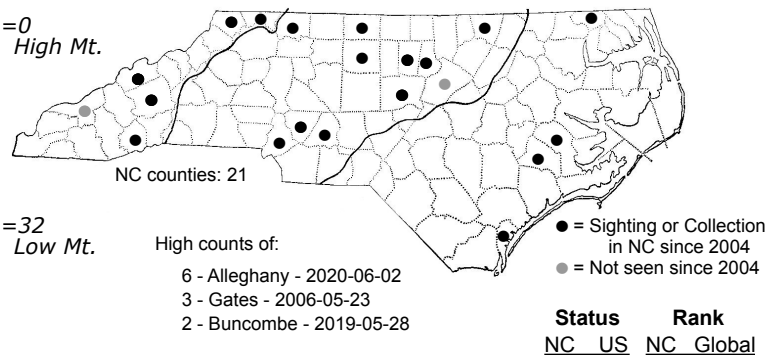 =0
High Mt.
NC counties: 21
=32
Low Mt.
High counts of:
6 - Alleghany - 2020-06-02
3 - Gates - 2006-05-23
2 - Buncombe - 2019-05-28
= Sighting or Collection
in NC since 2004
= Not seen since 2004
Status Rank
NC US NC Global